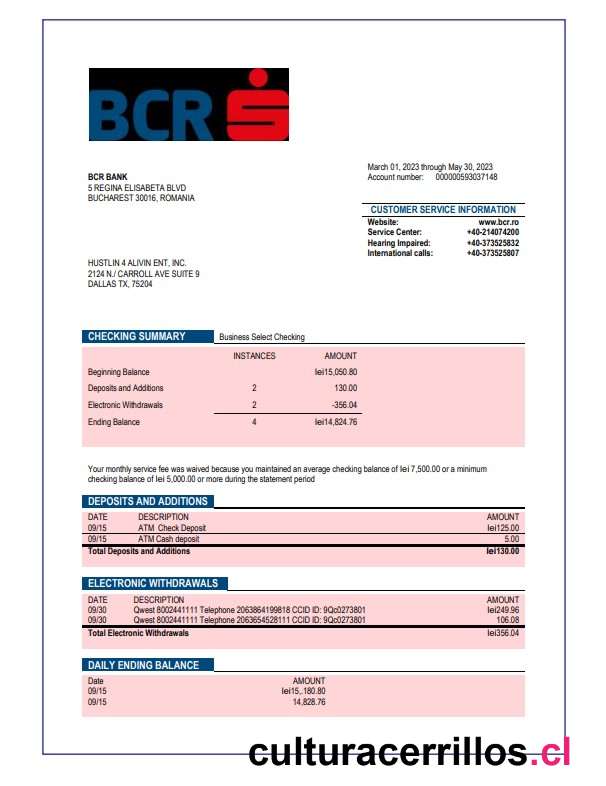 BCR S
March 01, 2023 through May 30, 2023
BCR BANK
Account number: 000000593037148
5 REGINA ELISABETA BLVD
BUCHAREST 30016, ROMANIA
CUSTOMER SERVICE INFORMATION
Website: www.bcr.ro
Service Center: +40-214074200
Hearing Impaired: +40-373525832
International calls: +40-373525807
HUSTLIN 4 ALIVIN ENT, INC.
2124 N./ CARROLL AVE SUITE 9
DALLAS TX, 75204
CHECKING SUMMARY Business Select Checking
INSTANCES AMOUNT
Beginning Balance lei15,050.80
Deposits and Additions 2 130.00
Electronic Withdrawals 2 -356.04
Ending Balance 4 lei14,824.76
Your monthly service fee was waived because you maintained an average checking balance of lei 7,500.00 or a minimum
checking balance of lei 5,000.00 or more during the statement period
DEPOSITS AND ADDITIONS
DATE DESCRIPTION AMOUNT
09/15 ATM Check Deposit lei125.00
09/15 ATM Cash deposit 5.00
Total Deposits and Additions lei130.00
ELECTRONIC WITHDRAWALS
DATE DESCRIPTION AMOUNT
09/30 Qwest 8002441111 Telephone 2063864199818 CCID ID: 9Qc0273801 lei249.96
09/30 Qwest 8002441111 Telephone 2063654528111 CCID ID: 9Qc0273801 106.08
Total Electronic Withdrawals lei356.04
DAILY ENDING BALANCE
Date AMOUNT
09/15 lei15,.180.80
09/15 14,828.76
culturacerrillos.cl